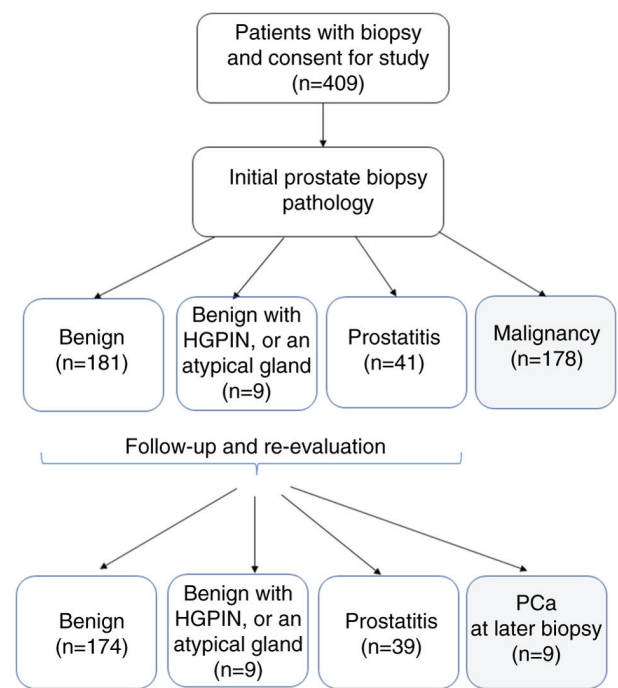 Patients with biopsy
and consent for study
(n=409)
Initial prostate biopsy
pathology
Benign
(n=181)
Benign with
HGPIN, or an
atypical gland
(n=9)
Prostatitis
(n=41)
Malignancy
(n=178)
Follow-up and re-evaluation
Benign
(n=174)
Benign with
HGPIN, or an
atypical gland
(n=9)
Prostatitis
(n=39)
PCa
at later biopsy
(n=9)